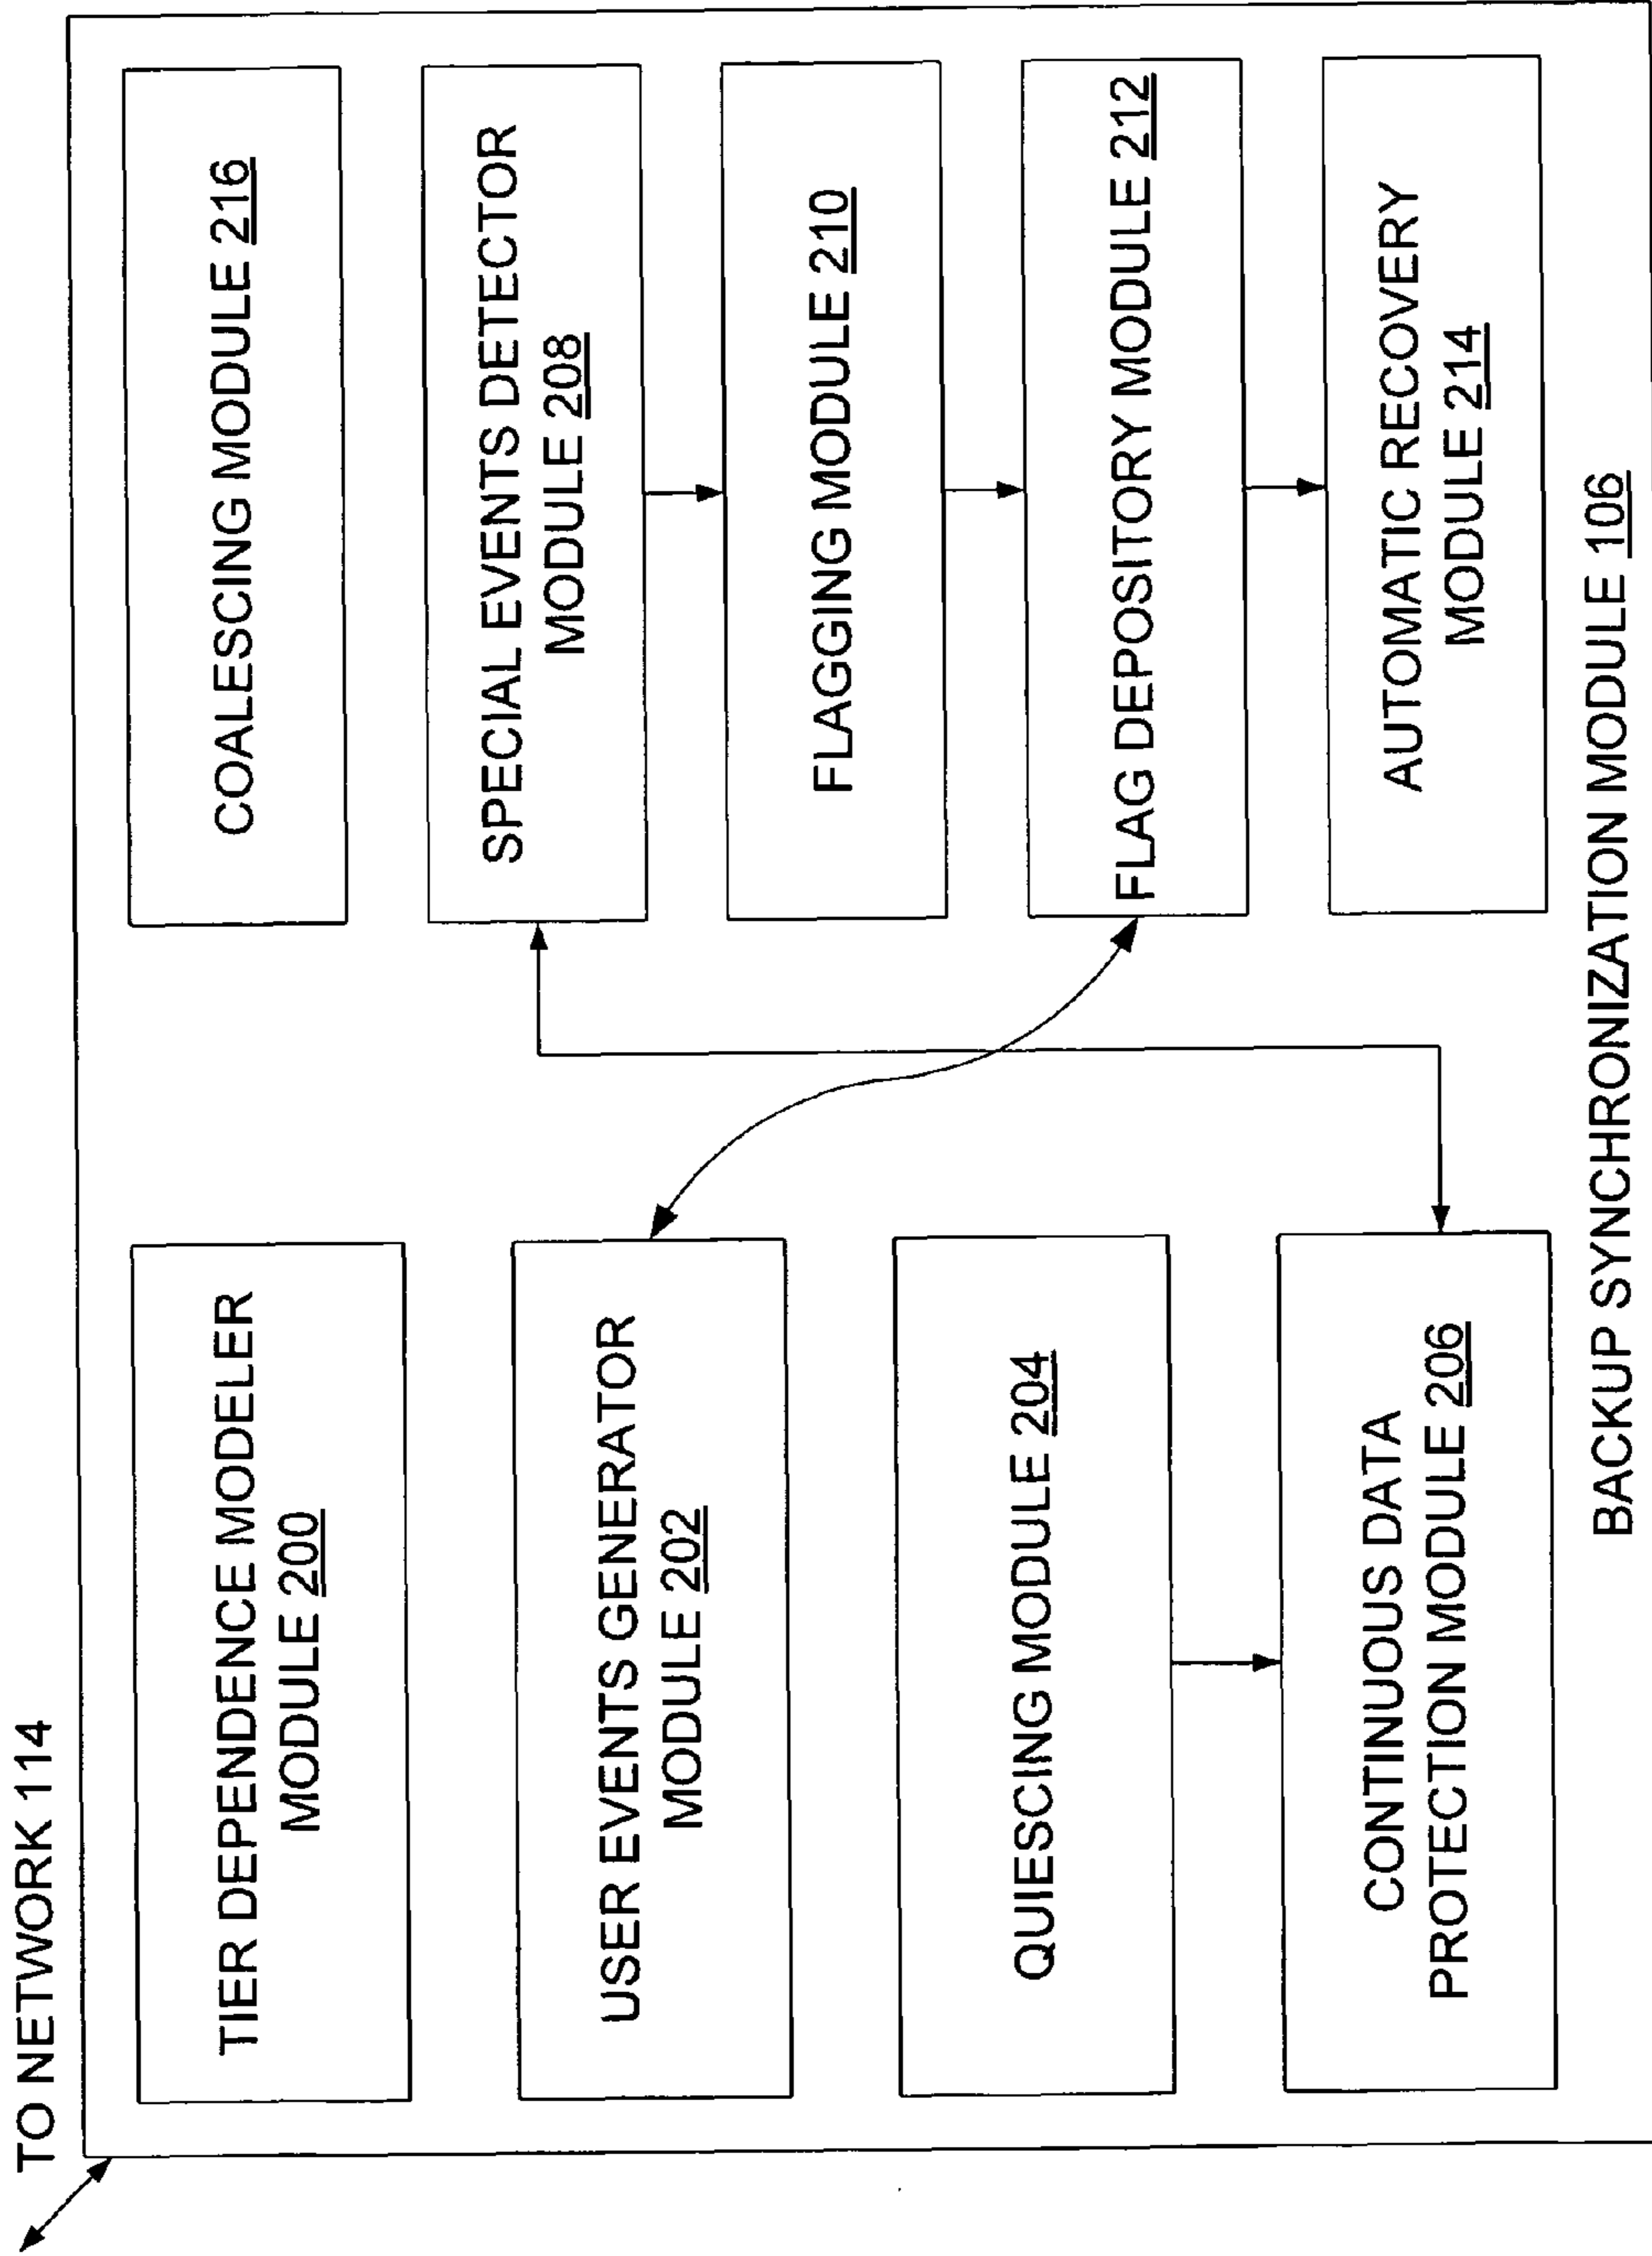 TO NETWORK 114
TIER DEPENDENCE MODELER
MODULE 200
USER EVENTS GENERATOR
MODULE 202
QUIESCING MODULE 204
CONTINUOUS DATA
PROTECTION MODULE 206
COALESCING MODULE 216
SPECIAL EVENTS DETECTOR
MODULE 208
FLAGGING MODULE 210
FLAG DEPOSITORY MODULE 212
AUTOMATIC RECOVERY
MODULE 214
BACKUP SYNCHRONIZATION MODULE 106